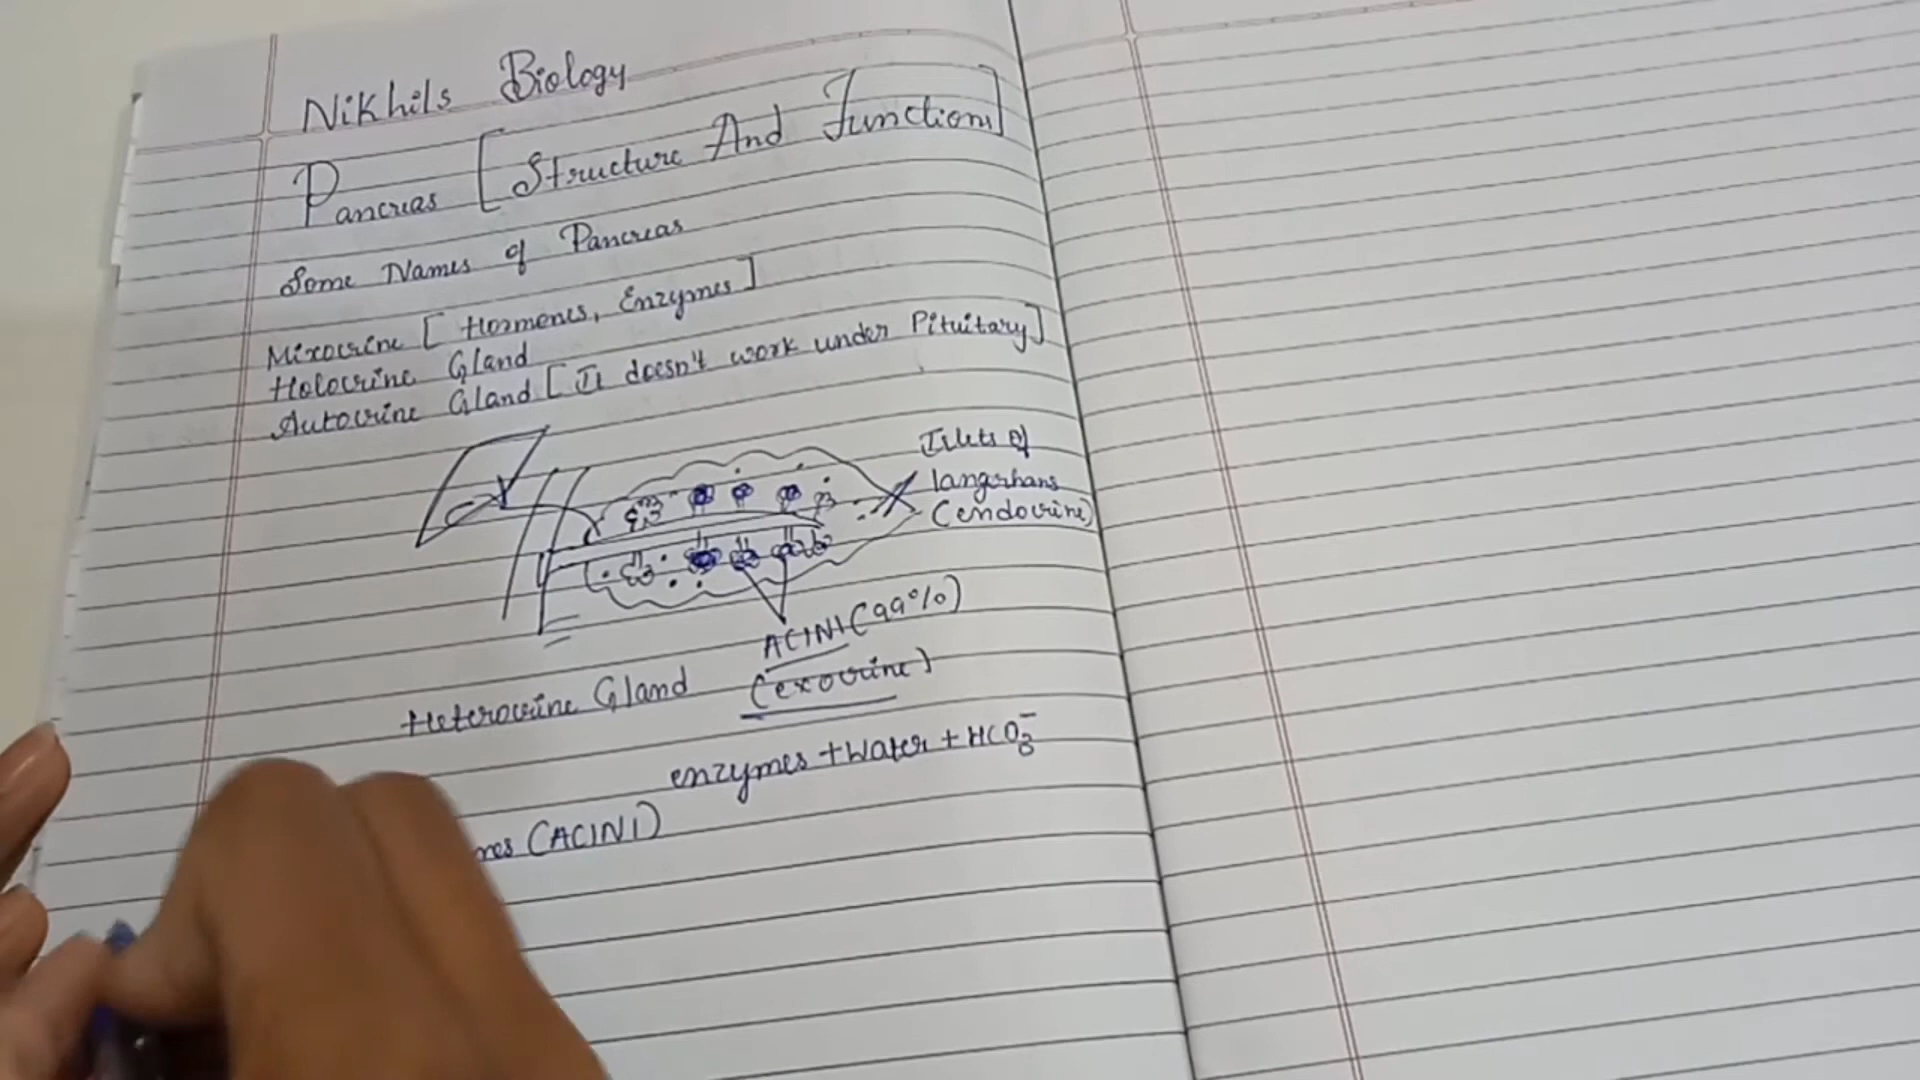 Nikhils Biology
Pancreas [Structure And Functions]
Some Names of Pancreas
Mixocrine [Hormones, Enzymes]
Holocrine Gland
Autocrine Gland [It doesn't work under Pituitary]
Islets of
langerhans
(endocrine)
ACINI (99%)
(exocrine)
Heterocrine Gland
enzymes + Water + HCO3-
(ACINI)